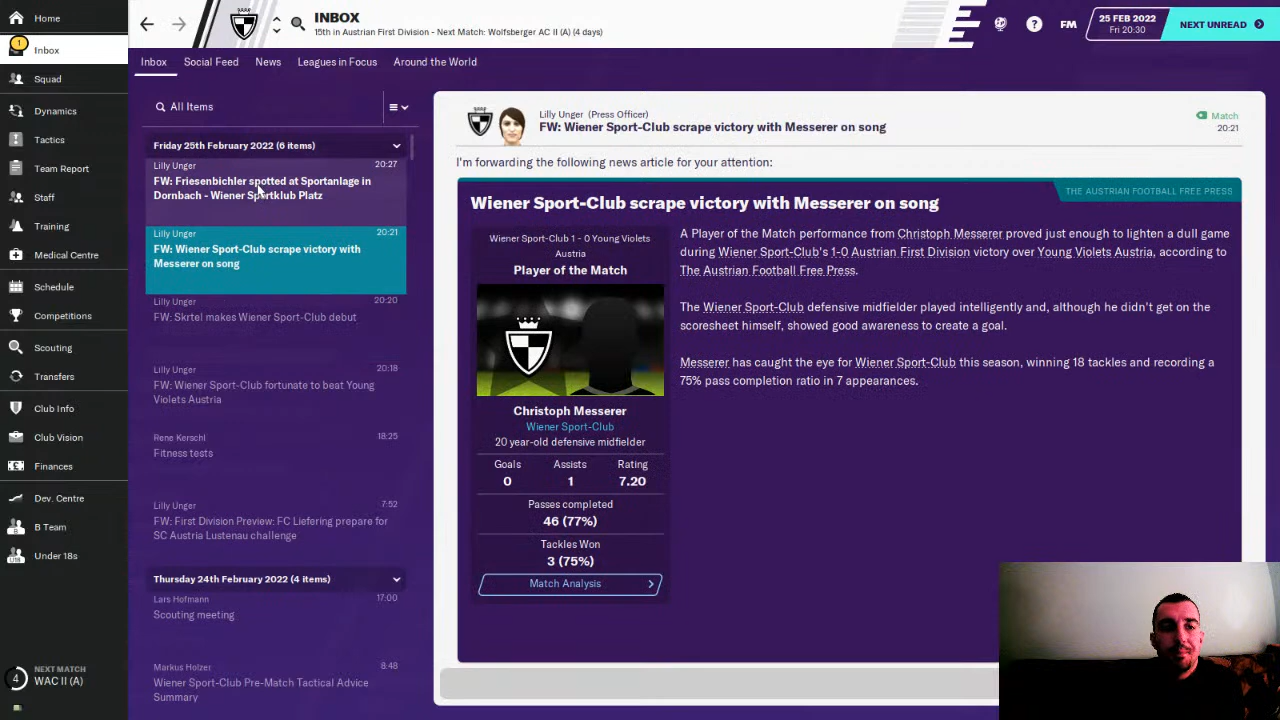 Home
1
Inbox
Squad
Dynamics
Tactics
Team Report
Staff
Training
Medical Centre
Schedule
Competitions
Scouting
Transfers
Club Info
Club Vision
Finances
Dev. Centre
B Team
Under 18s
4
NEXT MATCH
WAC II (A)
INBOX
15th in Austrian First Division - Next Match: Wolfsberger AC II (A) (4 days)
?
FM
25 FEB 2022
Fri 20:30
NEXT UNREAD
Inbox
Social Feed
News
Leagues in Focus
Around the World
All Items
Friday 25th February 2022 (6 items)
Lilly Unger 20:27
FW: Friesenbichler spotted at Sportanlage in
Dornbach - Wiener Sportklub Platz
Lilly Unger 20:21
FW: Wiener Sport-Club scrape victory with
Messerer on song
Lilly Unger 20:20
FW: Skrtel makes Wiener Sport-Club debut
Lilly Unger 20:18
FW: Wiener Sport-Club fortunate to beat Young
Violets Austria
Rene Kerschl 18:25
Fitness tests
Lilly Unger 7:52
FW: First Division Preview: FC Liefering prepare for
SC Austria Lustenau challenge
Thursday 24th February 2022 (4 items)
Lars Hofmann 17:00
Scouting meeting
Markus Holzer 8:48
Wiener Sport-Club Pre-Match Tactical Advice
Summary
Lilly Unger (Press Officer)
FW: Wiener Sport-Club scrape victory with Messerer on song
Match
20:21
I'm forwarding the following news article for your attention:
THE AUSTRIAN FOOTBALL FREE PRESS
Wiener Sport-Club scrape victory with Messerer on song
Wiener Sport-Club 1 - 0 Young Violets
Austria
Player of the Match
Christoph Messerer
Wiener Sport-Club
20 year-old defensive midfielder
Goals Assists Rating
0 1 7.20
Passes completed
46 (77%)
Tackles Won
3 (75%)
Match Analysis
A Player of the Match performance from Christoph Messerer proved just enough to lighten a dull game
during Wiener Sport-Club's 1-0 Austrian First Division victory over Young Violets Austria, according to
The Austrian Football Free Press.
The Wiener Sport-Club defensive midfielder played intelligently and, although he didn't get on the
scoresheet himself, showed good awareness to create a goal.
Messerer has caught the eye for Wiener Sport-Club this season, winning 18 tackles and recording a
75% pass completion ratio in 7 appearances.